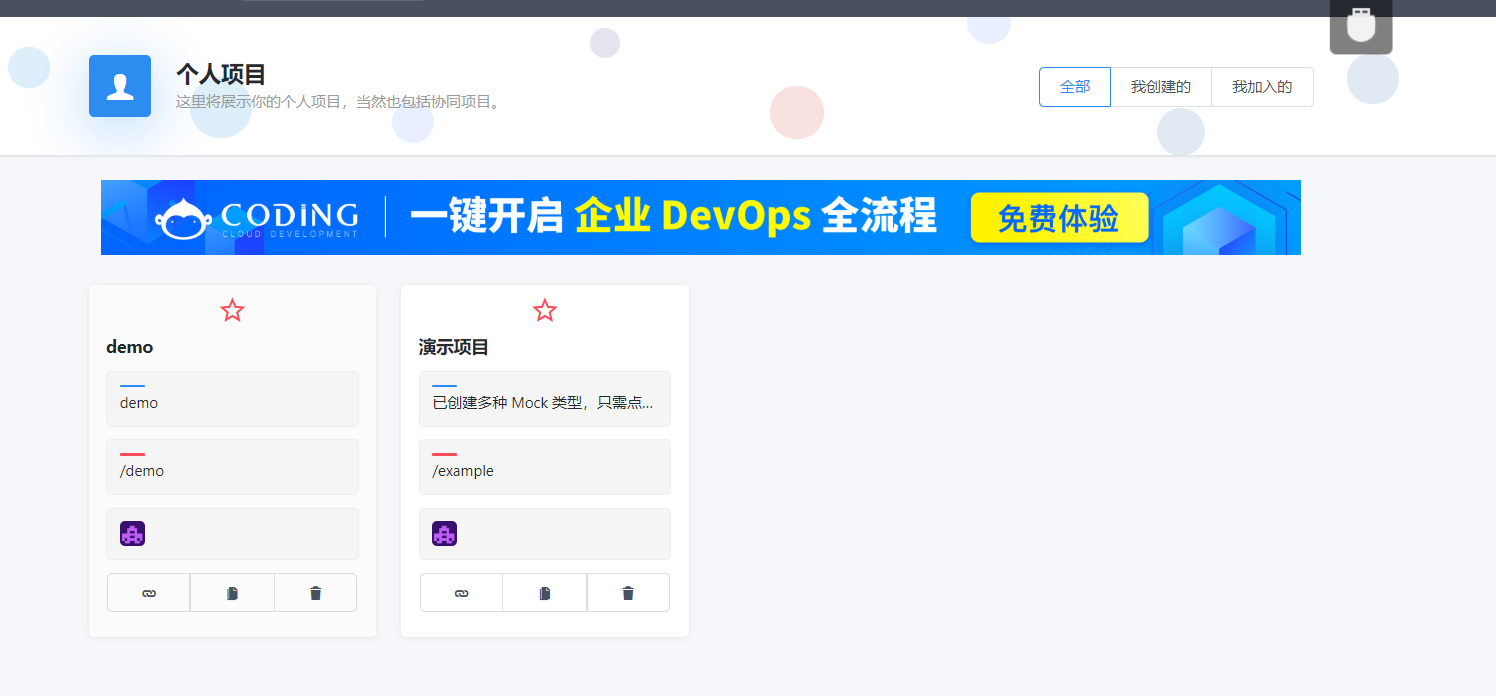 个人项目
这里将展示你的个人项目，当然也包括协同项目。
全部 我创建的 我加入的
CODING 一键开启 企业 DevOps 全流程 免费体验
CLOUD DEVELOPMENT
demo
demo
/demo
演示项目
已创建多种 Mock 类型，只需点...
/example